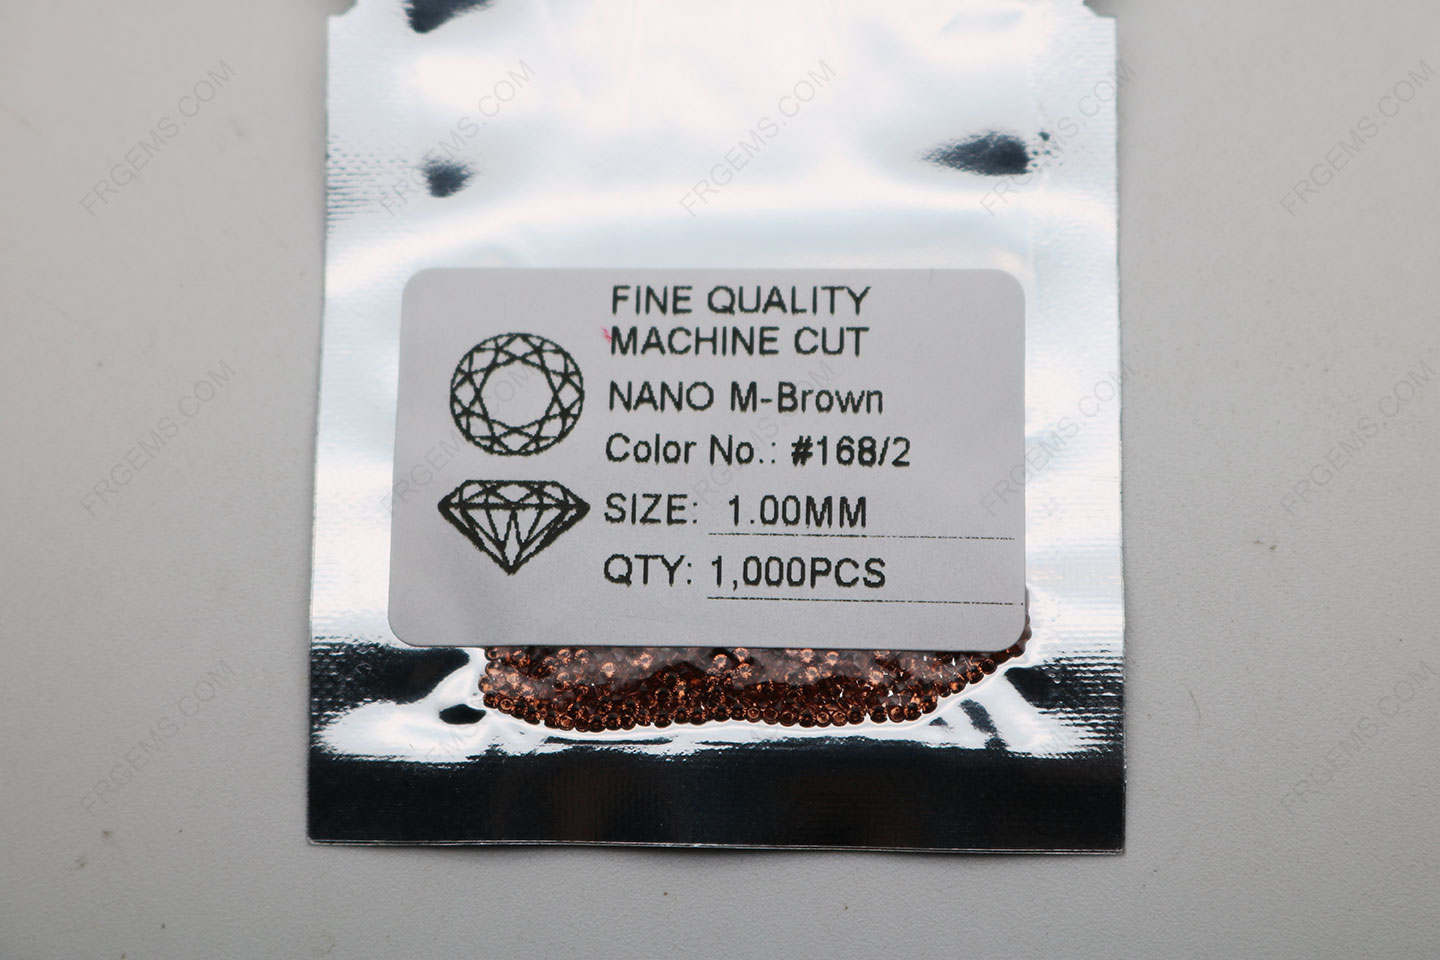 FINE QUALITY
MACHINE CUT
NANO M-Brown
Color No.: #168/2
SIZE: 1.00MM
QTY: 1,000PCS
FRGEMS.COM